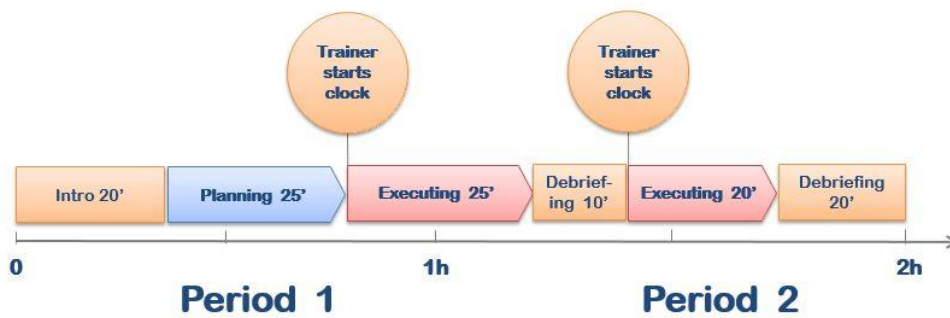 Trainer
starts
clock
Trainer
starts
clock
Intro 20’
Planning 25’
Executing 25’
Debrief-
ing 10’
Executing 20’
Debriefing
20’
0
1h
2h
Period 1
Period 2